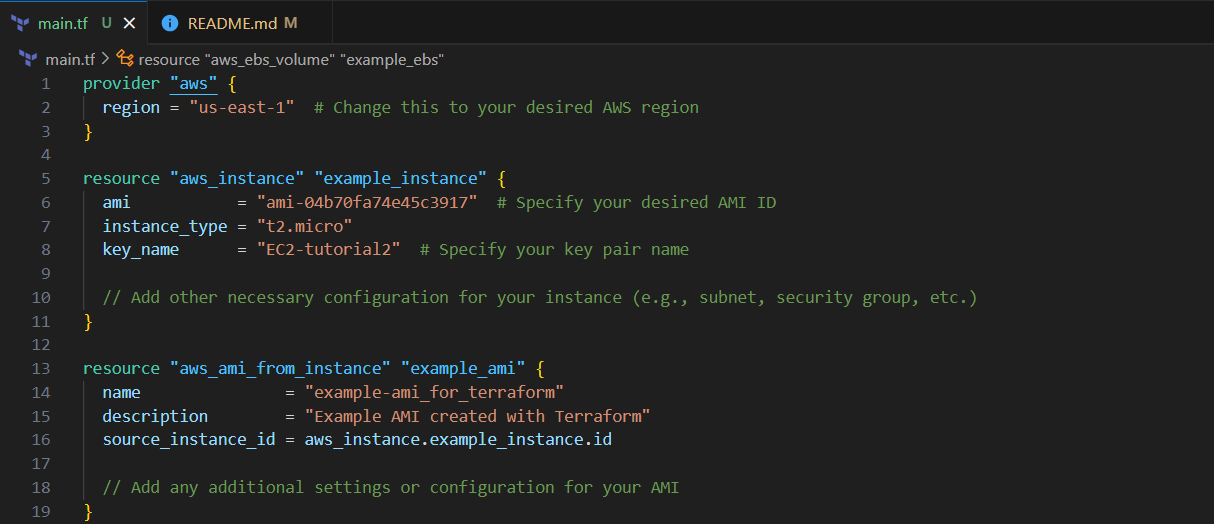 main.tf U × README.md M
main.tf > resource "aws_ebs_volume" "example_ebs"
1 provider "aws" {
2   region = "us-east-1"  # Change this to your desired AWS region
3 }
4
5 resource "aws_instance" "example_instance" {
6   ami           = "ami-04b70fa74e45c3917"  # Specify your desired AMI ID
7   instance_type = "t2.micro"
8   key_name      = "EC2-tutorial2"  # Specify your key pair name
9
10   // Add other necessary configuration for your instance (e.g., subnet, security group, etc.)
11 }
12
13 resource "aws_ami_from_instance" "example_ami" {
14   name               = "example-ami_for_terraform"
15   description        = "Example AMI created with Terraform"
16   source_instance_id = aws_instance.example_instance.id
17
18   // Add any additional settings or configuration for your AMI
19 }